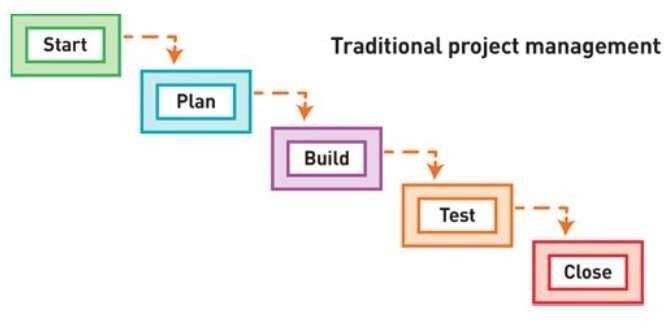 Start
Traditional project management
Plan
Build
Test
Close